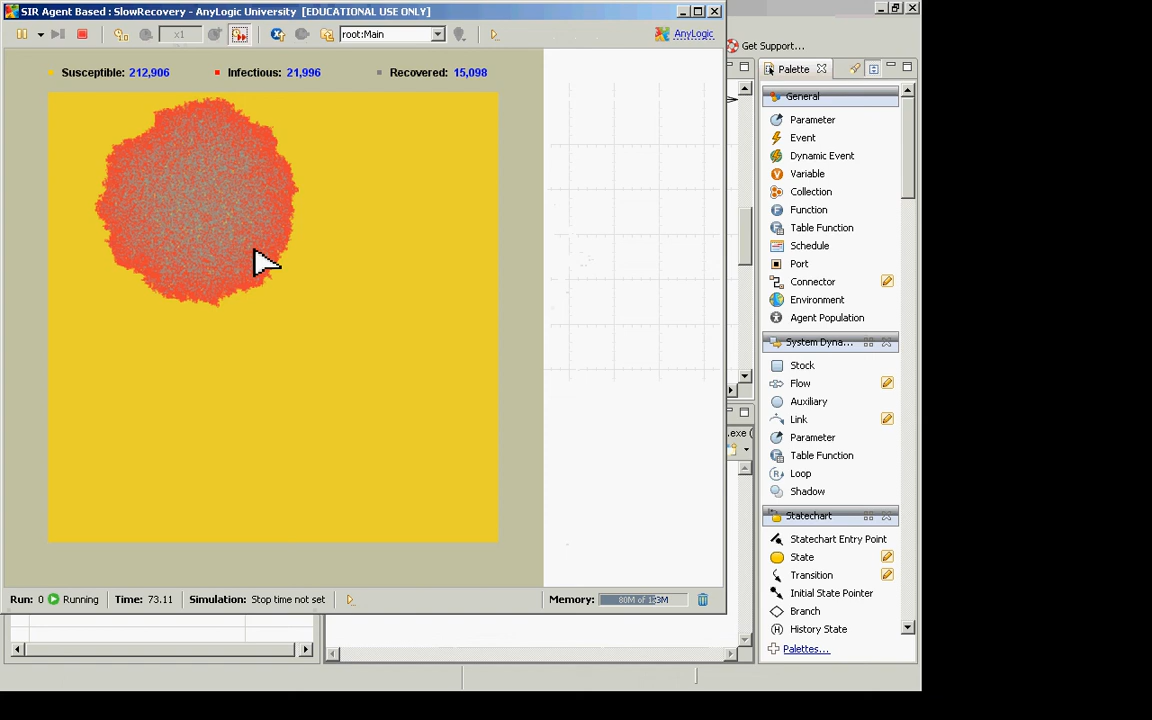 SIR Agent Based : SlowRecovery - AnyLogic University [EDUCATIONAL USE ONLY]
x1
root:Main
AnyLogic
Get Support...
Susceptible: 212,906
Infectious: 21,996
Recovered: 15,098
Palette
General
Parameter
Event
Dynamic Event
Variable
Collection
Function
Table Function
Schedule
Port
Connector
Environment
Agent Population
System Dyna...
Stock
Flow
Auxiliary
Link
Parameter
Table Function
Loop
Shadow
Statechart
Statechart Entry Point
State
Transition
Initial State Pointer
Branch
History State
Palettes...
.exe (
Run: 0 Running
Time: 73.11
Simulation: Stop time not set
Memory: